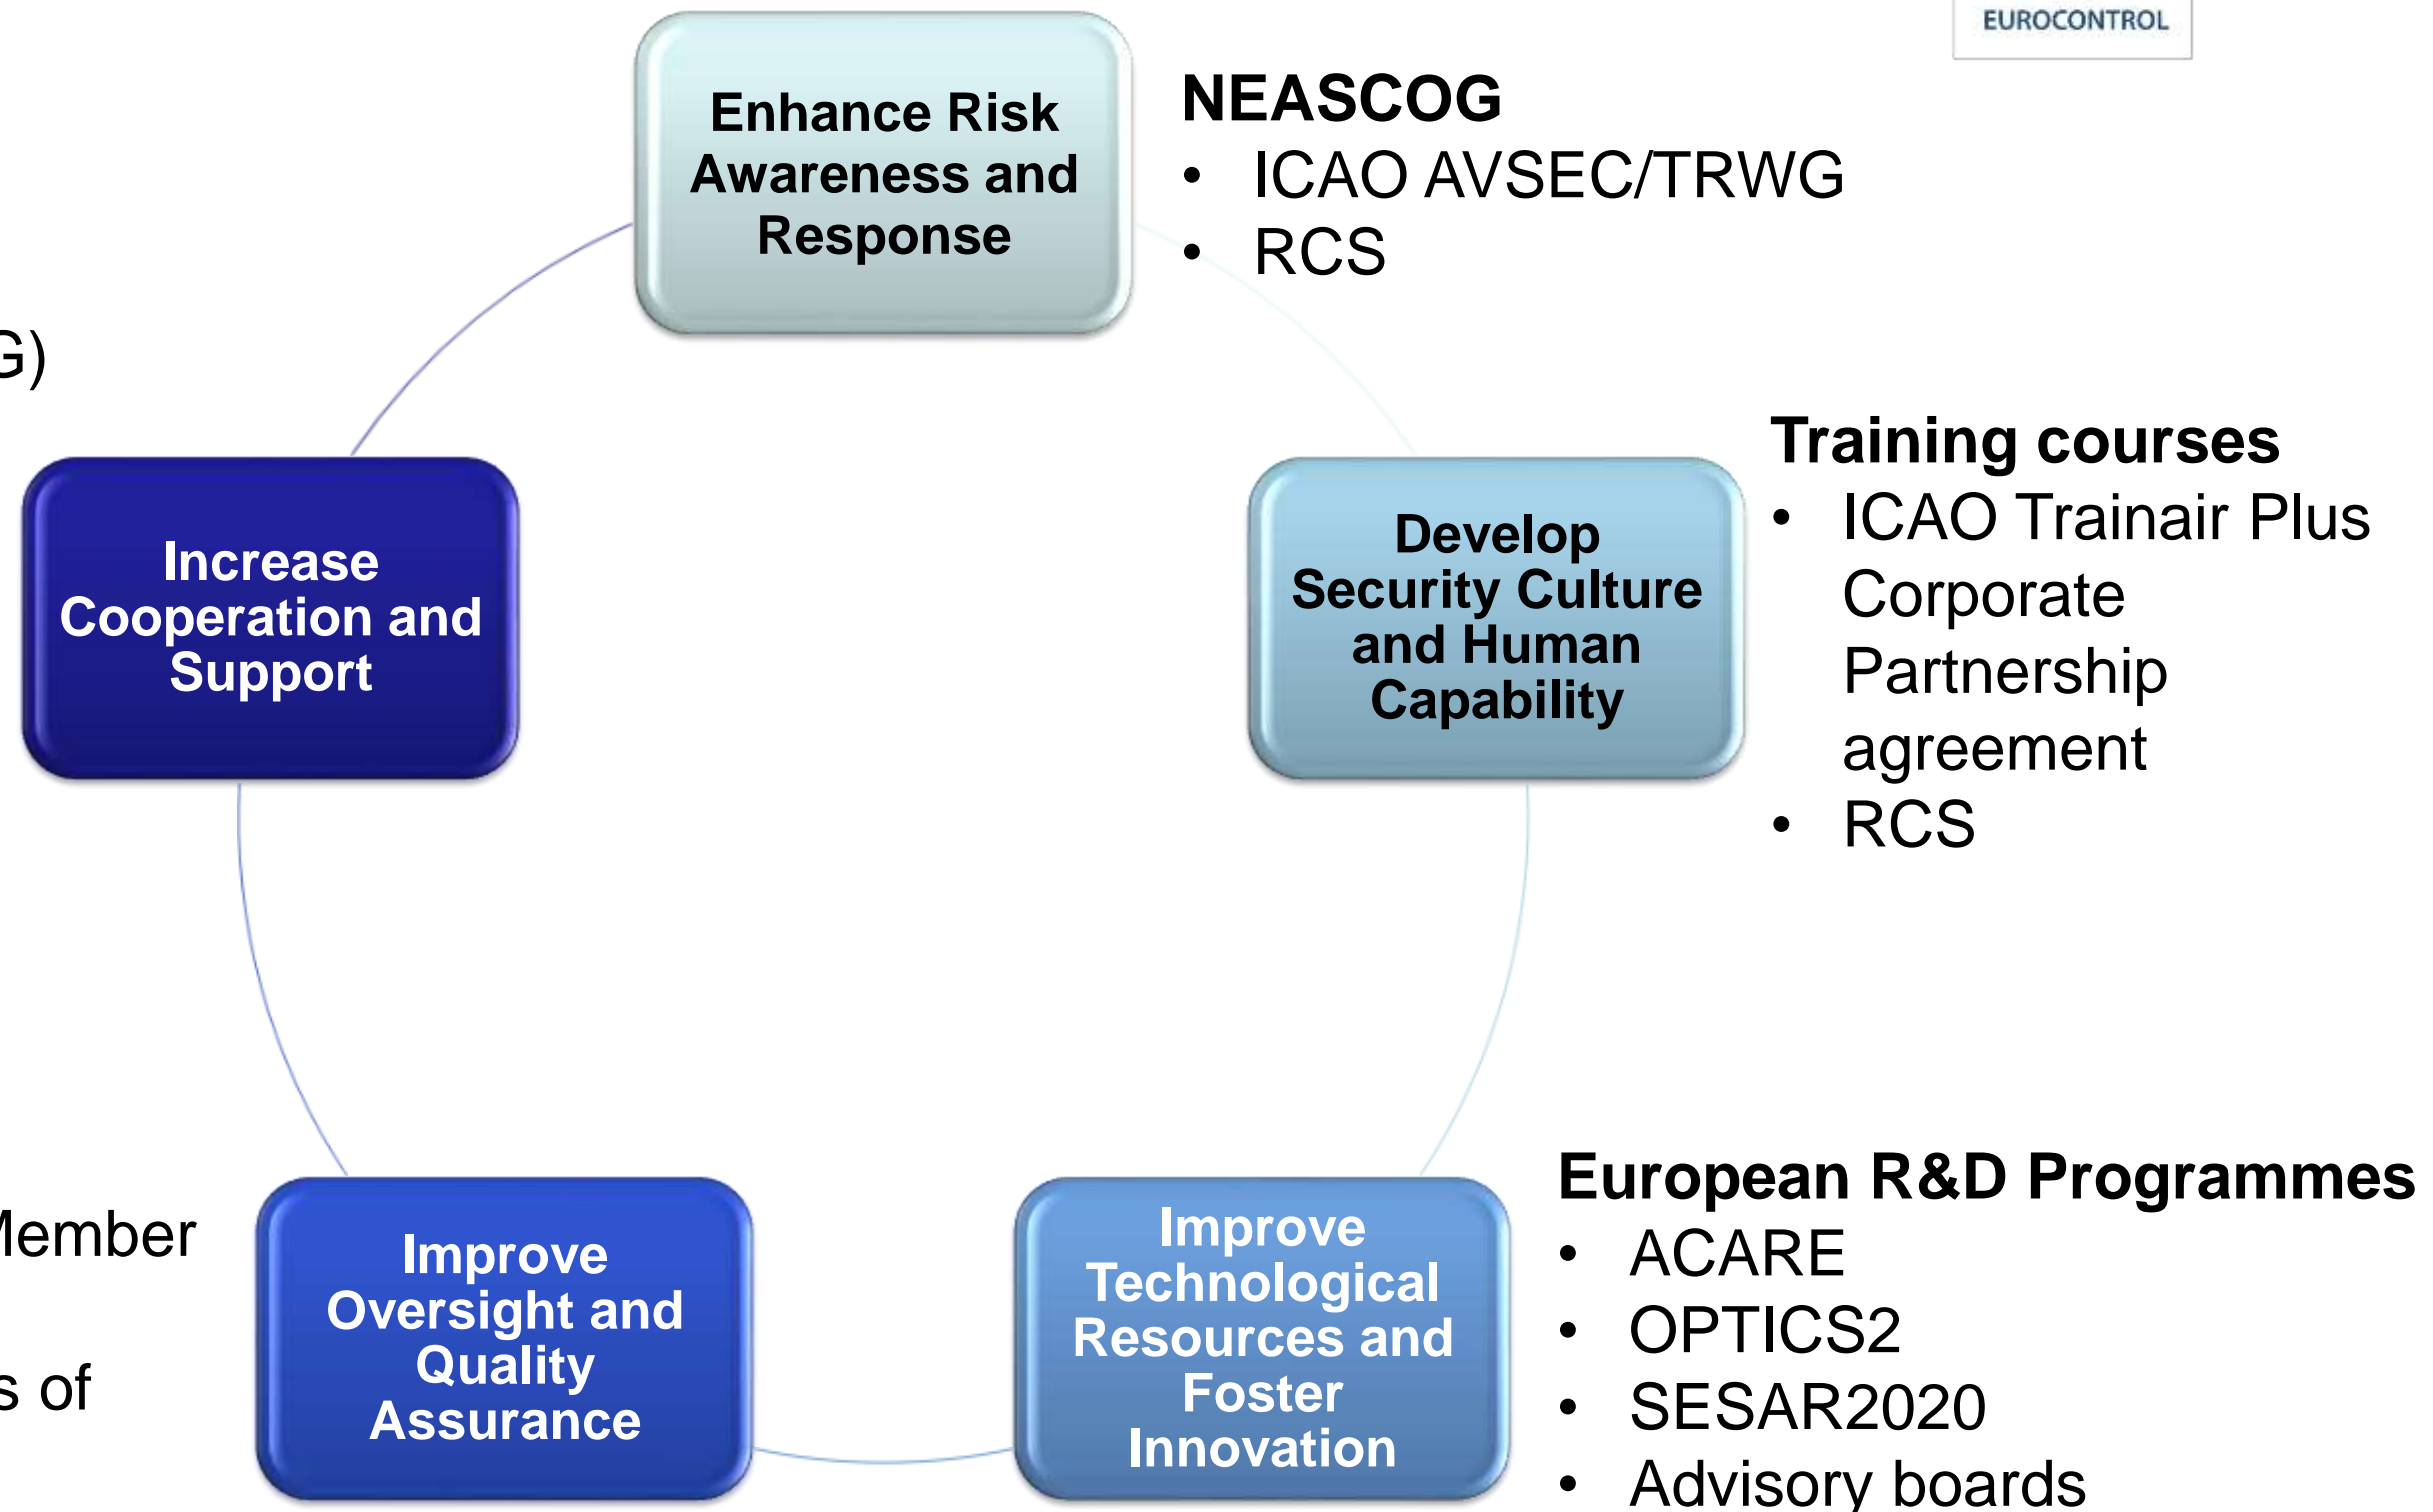 EUROCONTROL
Enhance Risk
Awareness and
Response
NEASCOG
• ICAO AVSEC/TRWG
• RCS
G)
Increase
Cooperation and
Support
Develop
Security Culture
and Human
Capability
Training courses
• ICAO Trainair Plus
Corporate
Partnership
agreement
• RCS
Member
s of
Improve
Oversight and
Quality
Assurance
Improve
Technological
Resources and
Foster
Innovation
European R&D Programmes
• ACARE
• OPTICS2
• SESAR2020
• Advisory boards